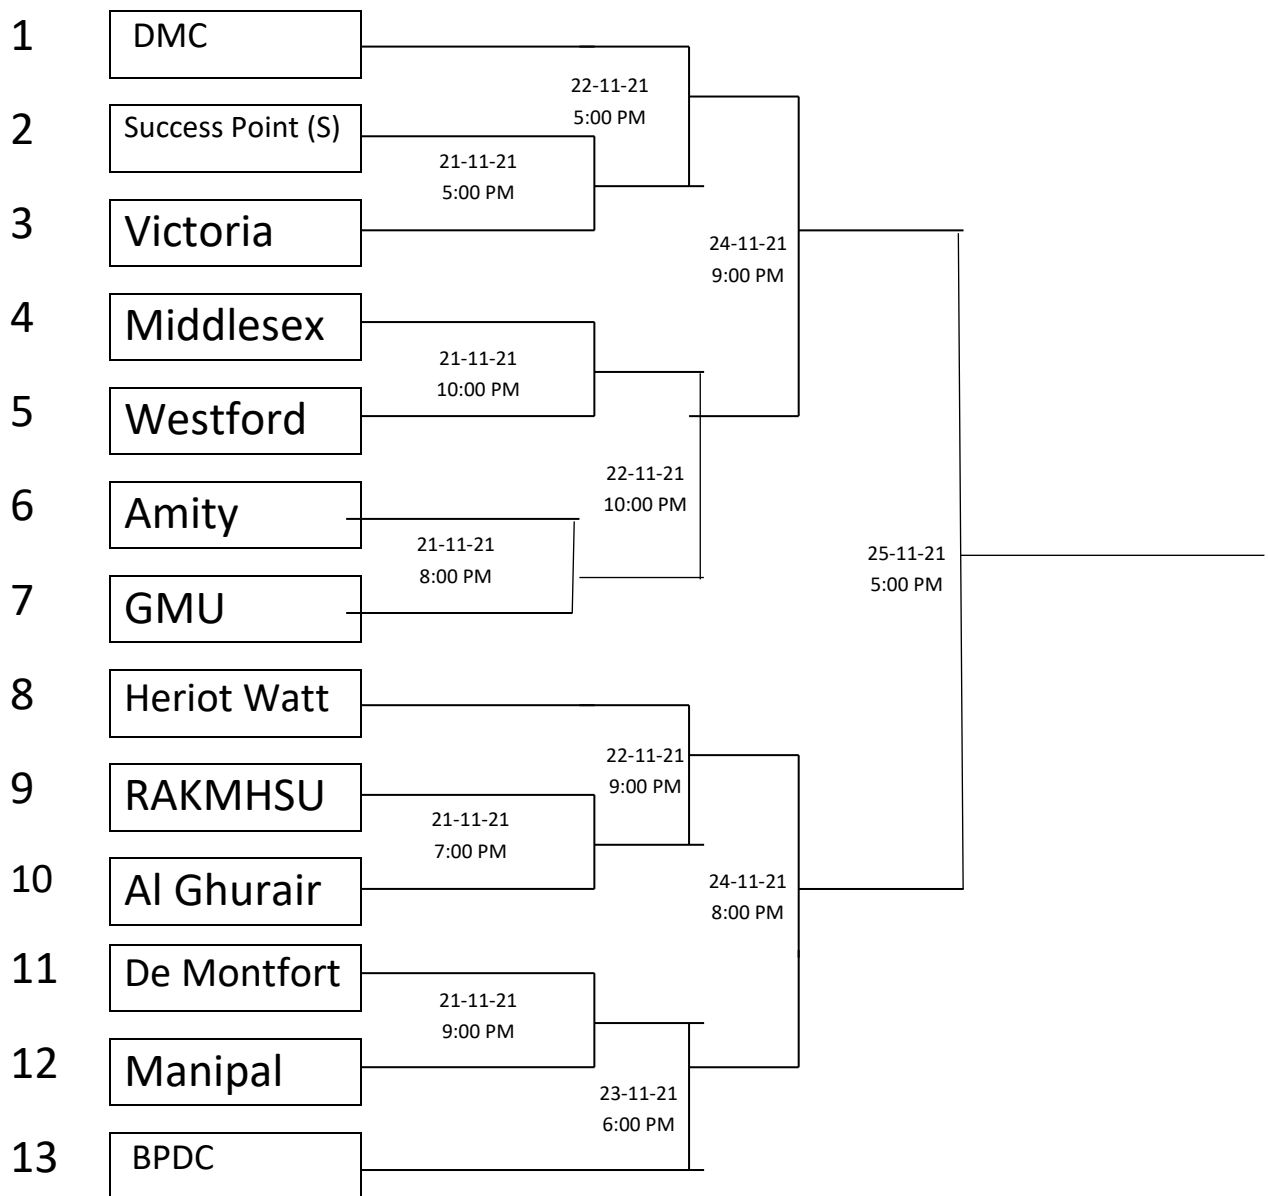 1 DMC
22-11-21
5:00 PM
2 Success Point (S)
21-11-21
5:00 PM
3 Victoria
24-11-21
9:00 PM
4 Middlesex
21-11-21
10:00 PM
5 Westford
22-11-21
10:00 PM
6 Amity
21-11-21
8:00 PM
25-11-21
5:00 PM
7 GMU
8 Heriot Watt
22-11-21
9:00 PM
9 RAKMHSU
21-11-21
7:00 PM
10 Al Ghurair
24-11-21
8:00 PM
11 De Montfort
21-11-21
9:00 PM
12 Manipal
23-11-21
6:00 PM
13 BPDC